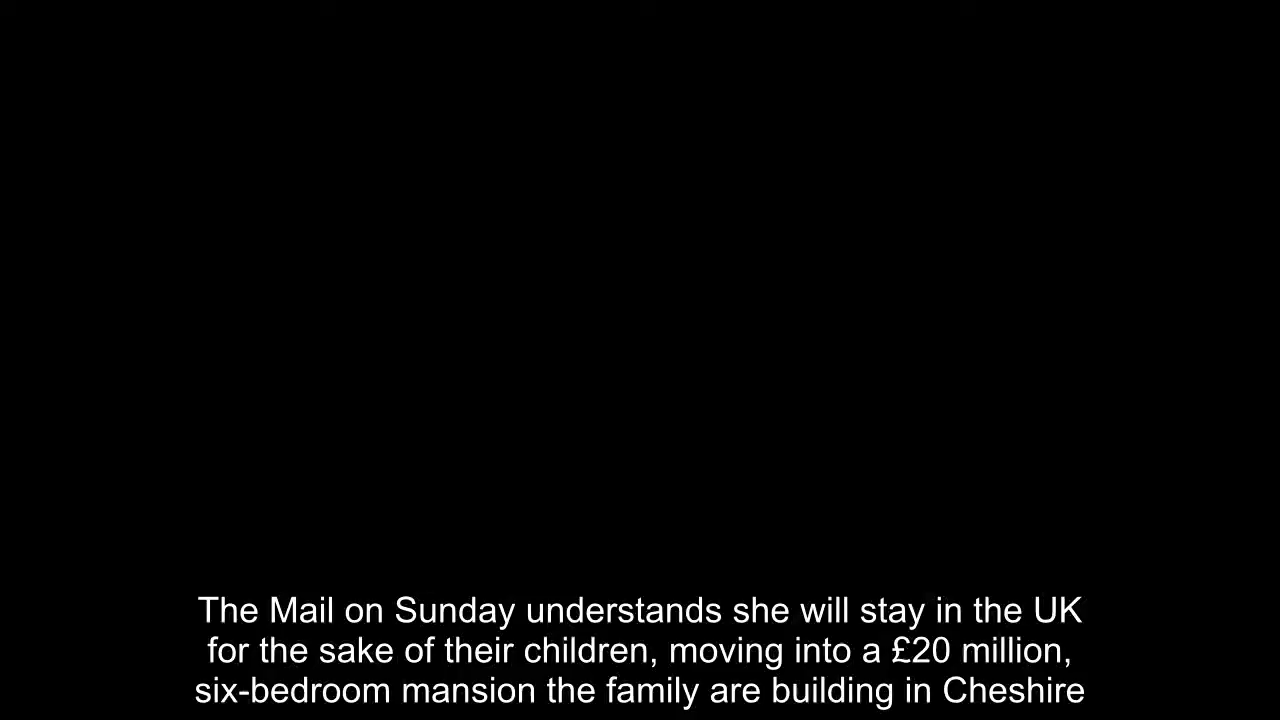 The Mail on Sunday understands she will stay in the UK
for the sake of their children, moving into a £20 million,
six-bedroom mansion the family are building in Cheshire